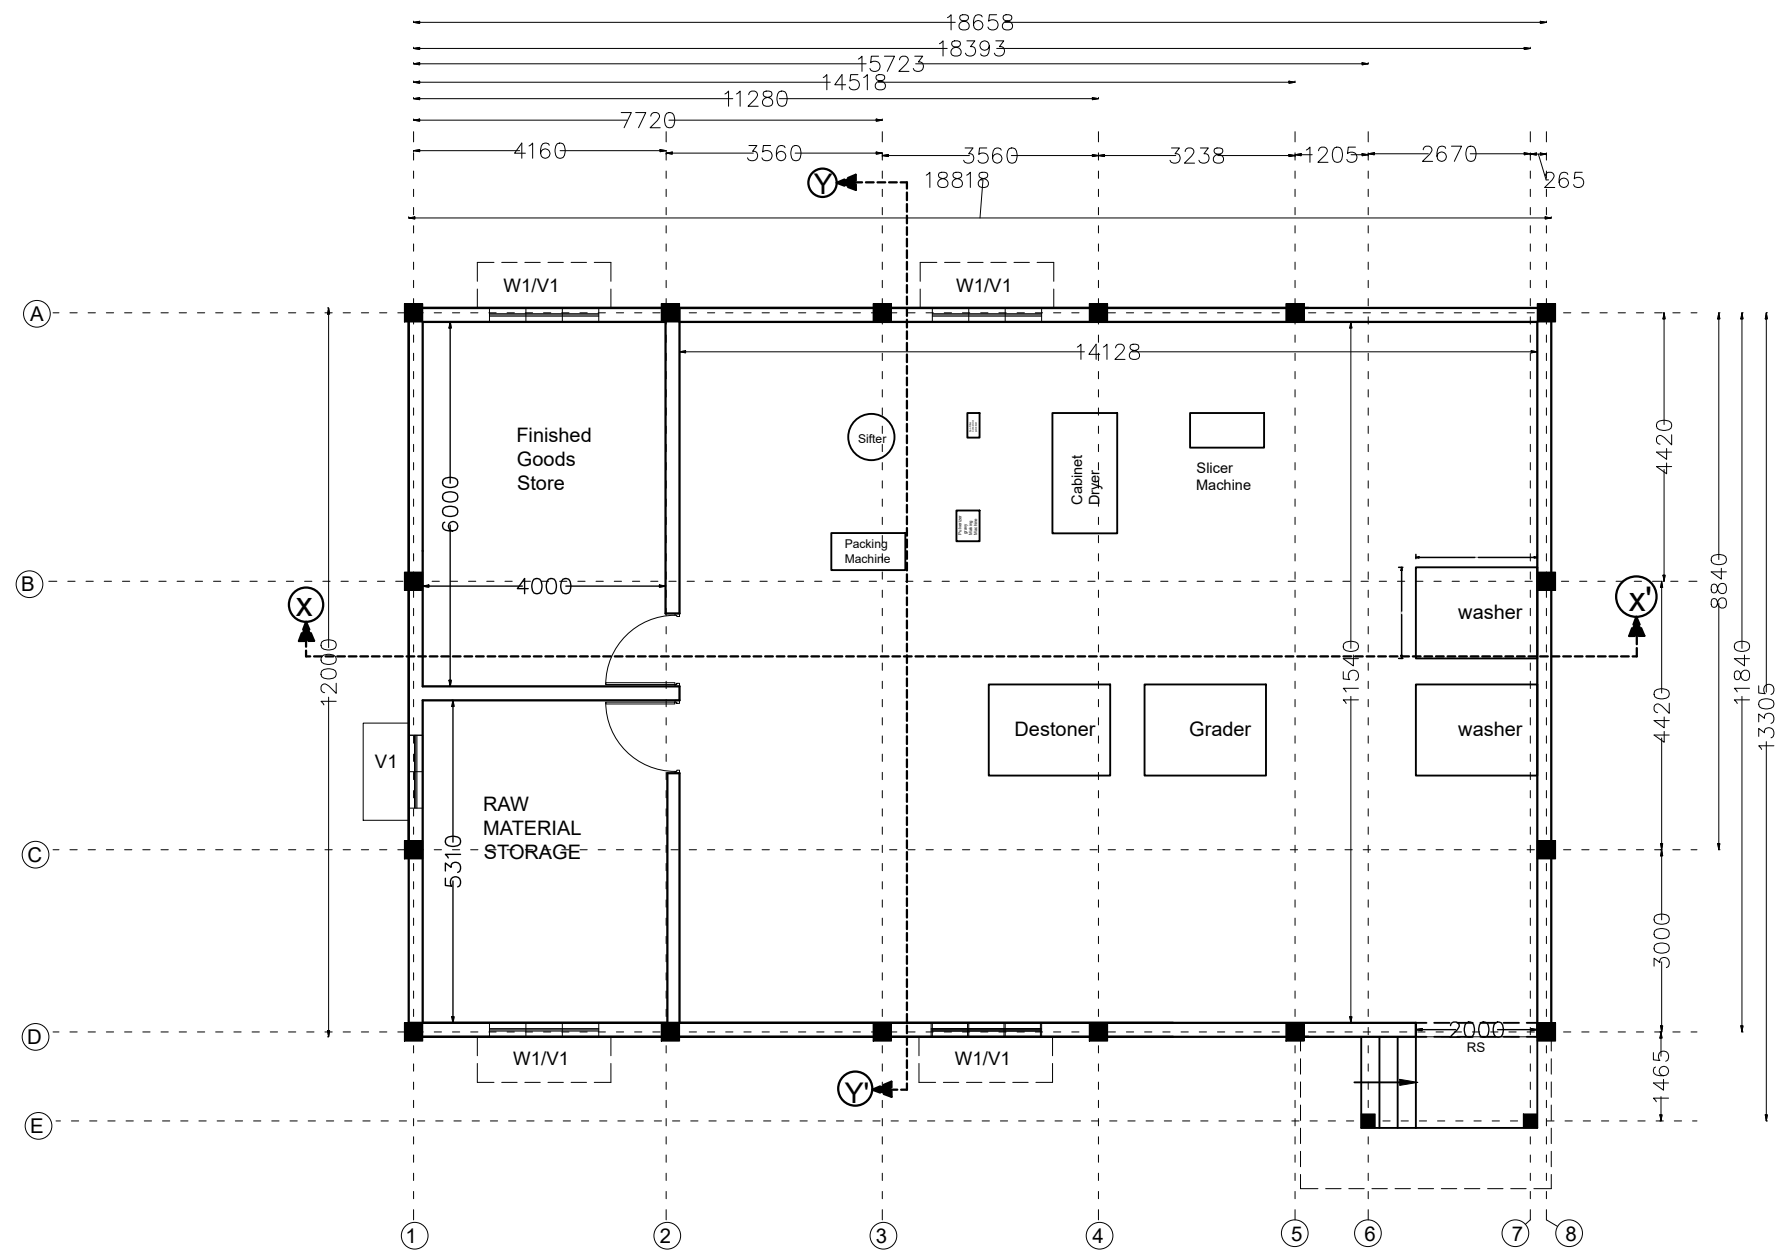 18658
18393
15723
14518
11280
7720
4160
3560
3560
3238
1205
2670
265
Y
18818
W1/V1
W1/V1
A
14128
Finished
Goods
Store
Sifter
Cabinet
Dryer
Slicer
Machine
4420
6000
Packing
Machine
B
4000
8840
X
washer
X'
12000
11540
11840
13305
4420
Destoner
Grader
washer
V1
RAW
MATERIAL
STORAGE
C
5310
3000
D
2000
RS
W1/V1
W1/V1
Y'
1465
E
1
2
3
4
5
6
7
8